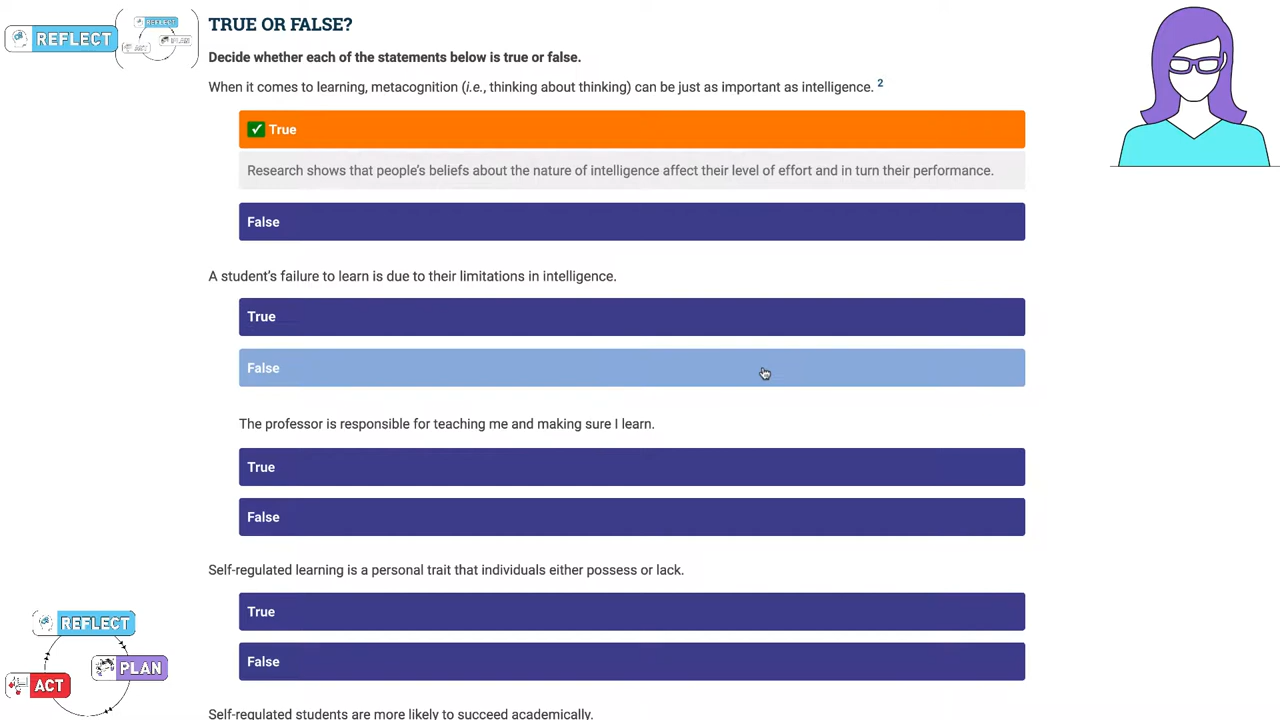 REFLECT
REFLECT
PLAN
ACT
TRUE OR FALSE?
Decide whether each of the statements below is true or false.
When it comes to learning, metacognition (i.e., thinking about thinking) can be just as important as intelligence. 2
✓ True
Research shows that people's beliefs about the nature of intelligence affect their level of effort and in turn their performance.
False
A student's failure to learn is due to their limitations in intelligence.
True
False
The professor is responsible for teaching me and making sure I learn.
True
False
Self-regulated learning is a personal trait that individuals either possess or lack.
True
False
REFLECT
PLAN
ACT
Self-regulated students are more likely to succeed academically.